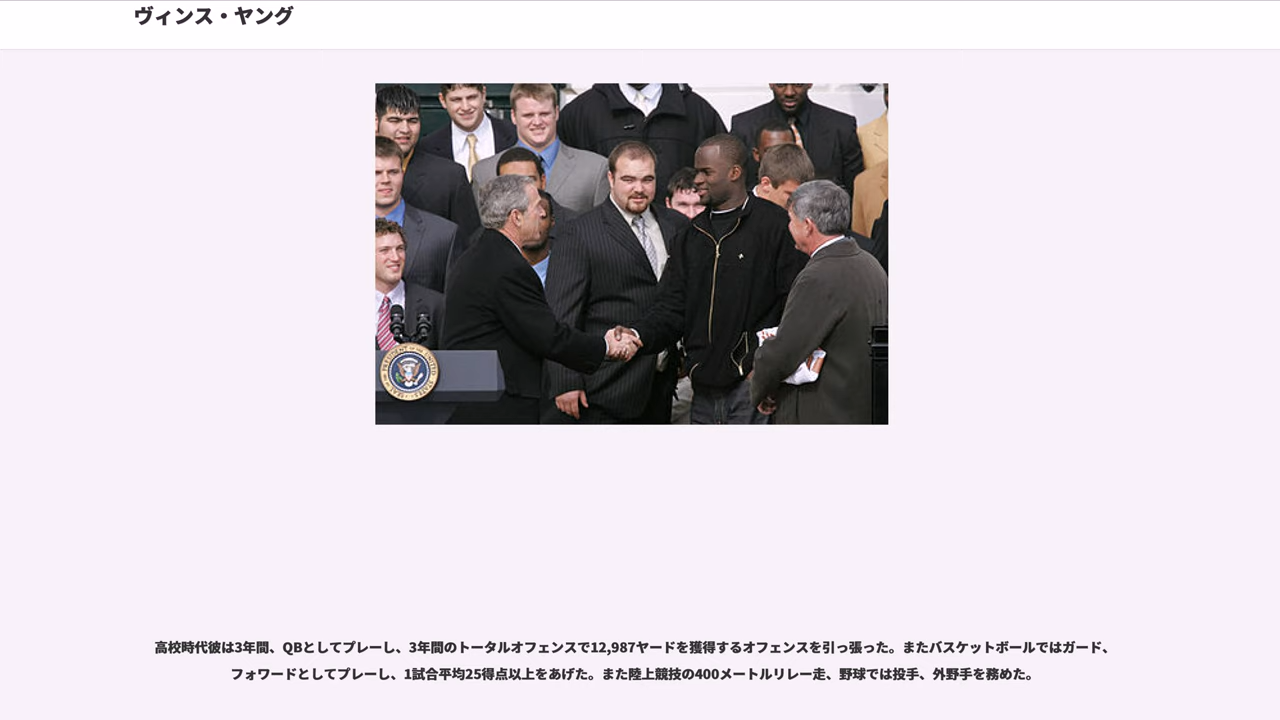 ヴィンス・ヤング
高校時代彼は3年間、QBとしてプレーし、3年間のトータルオフェンスで12,987ヤードを獲得するオフェンスを引っ張った。またバスケットボールではガード、
フォワードとしてプレーし、1試合平均25得点以上をあげた。また陸上競技の400メートルリレー走、野球では投手、外野手を務めた。